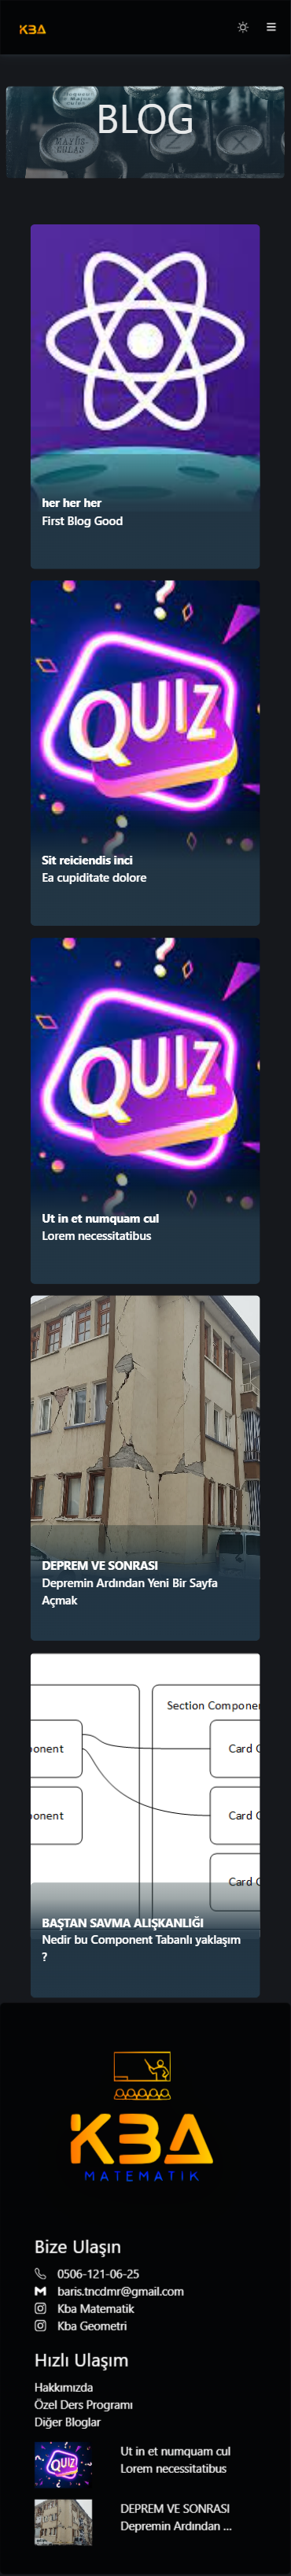 KBA
BLOG
MAYÜS-
CULAS
Z
her her her
First Blog Good
?
QUIZ
Sit reiciendis inci
Ea cupiditate dolore
?
QUIZ
Ut in et numquam cul
Lorem necessitatibus
DEPREM VE SONRASI
Depremin Ardından Yeni Bir Sayfa
Açmak
Section Componen
onent
Card C
onent
Card C
Card C
BAŞTAN SAVMA ALIŞKANLIĞI
Nedir bu Component Tabanlı yaklaşım
?
KBA
MATEMATIK
Bize Ulaşın
0506-121-06-25
baris.tncdmr@gmail.com
Kba Matematik
Kba Geometri
Hızlı Ulaşım
Hakkımızda
Özel Ders Programı
Diğer Bloglar
QUIZ
Ut in et numquam cul
Lorem necessitatibus
DEPREM VE SONRASI
Depremin Ardından ...